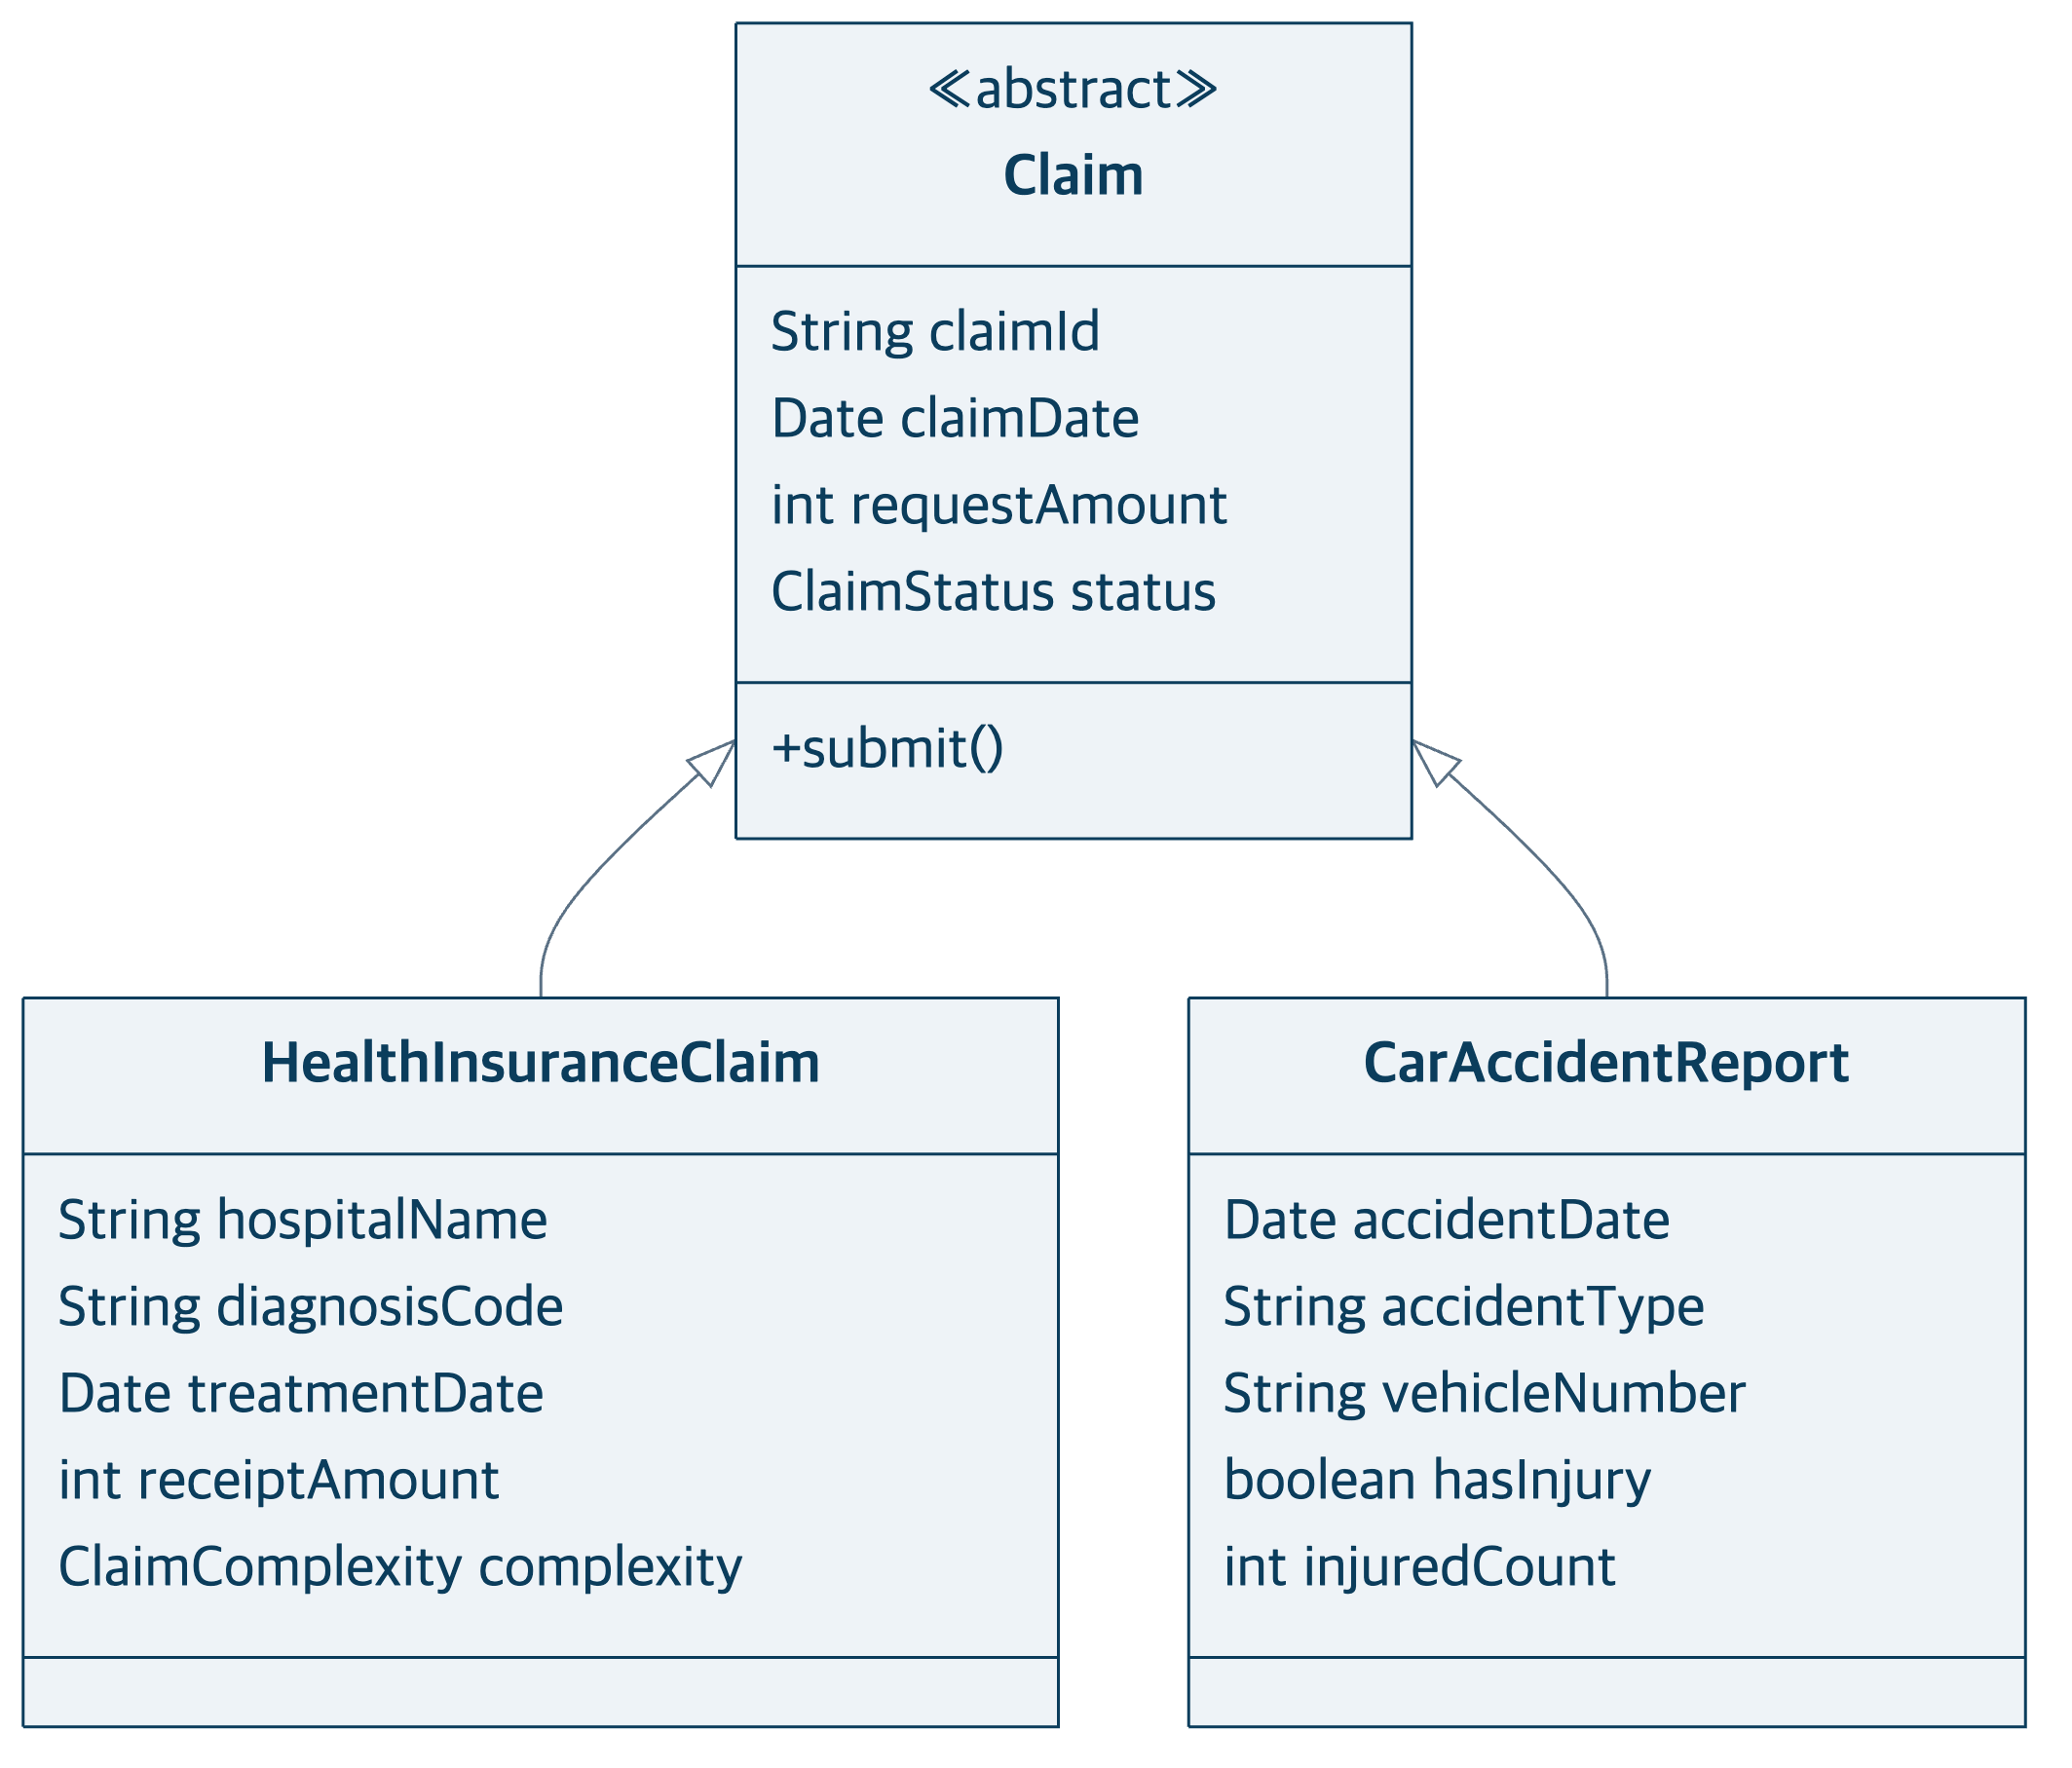 ≪abstract≫
Claim
String claimId
Date claimDate
int requestAmount
ClaimStatus status
+submit()
HealthInsuranceClaim
String hospitalName
String diagnosisCode
Date treatmentDate
int receiptAmount
ClaimComplexity complexity
CarAccidentReport
Date accidentDate
String accidentType
String vehicleNumber
boolean hasInjury
int injuredCount